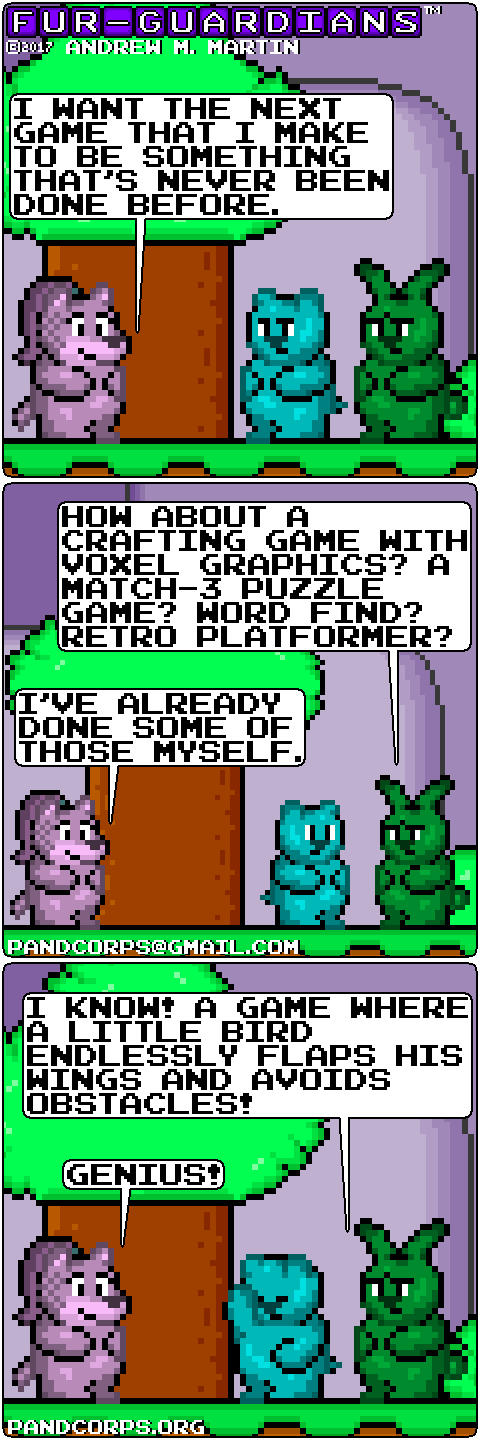 FUR-GUARDIANS™
©2017 ANDREW M. MARTIN
I WANT THE NEXT
GAME THAT I MAKE
TO BE SOMETHING
THAT'S NEVER BEEN
DONE BEFORE.
HOW ABOUT A
CRAFTING GAME WITH
VOXEL GRAPHICS? A
MATCH-3 PUZZLE
GAME? WORD FIND?
RETRO PLATFORMER?
I'VE ALREADY
DONE SOME OF
THOSE MYSELF.
PANDCORPS@GMAIL.COM
I KNOW! A GAME WHERE
A LITTLE BIRD
ENDLESSLY FLAPS HIS
WINGS AND AVOIDS
OBSTACLES!
GENIUS!
PANDCORPS.ORG